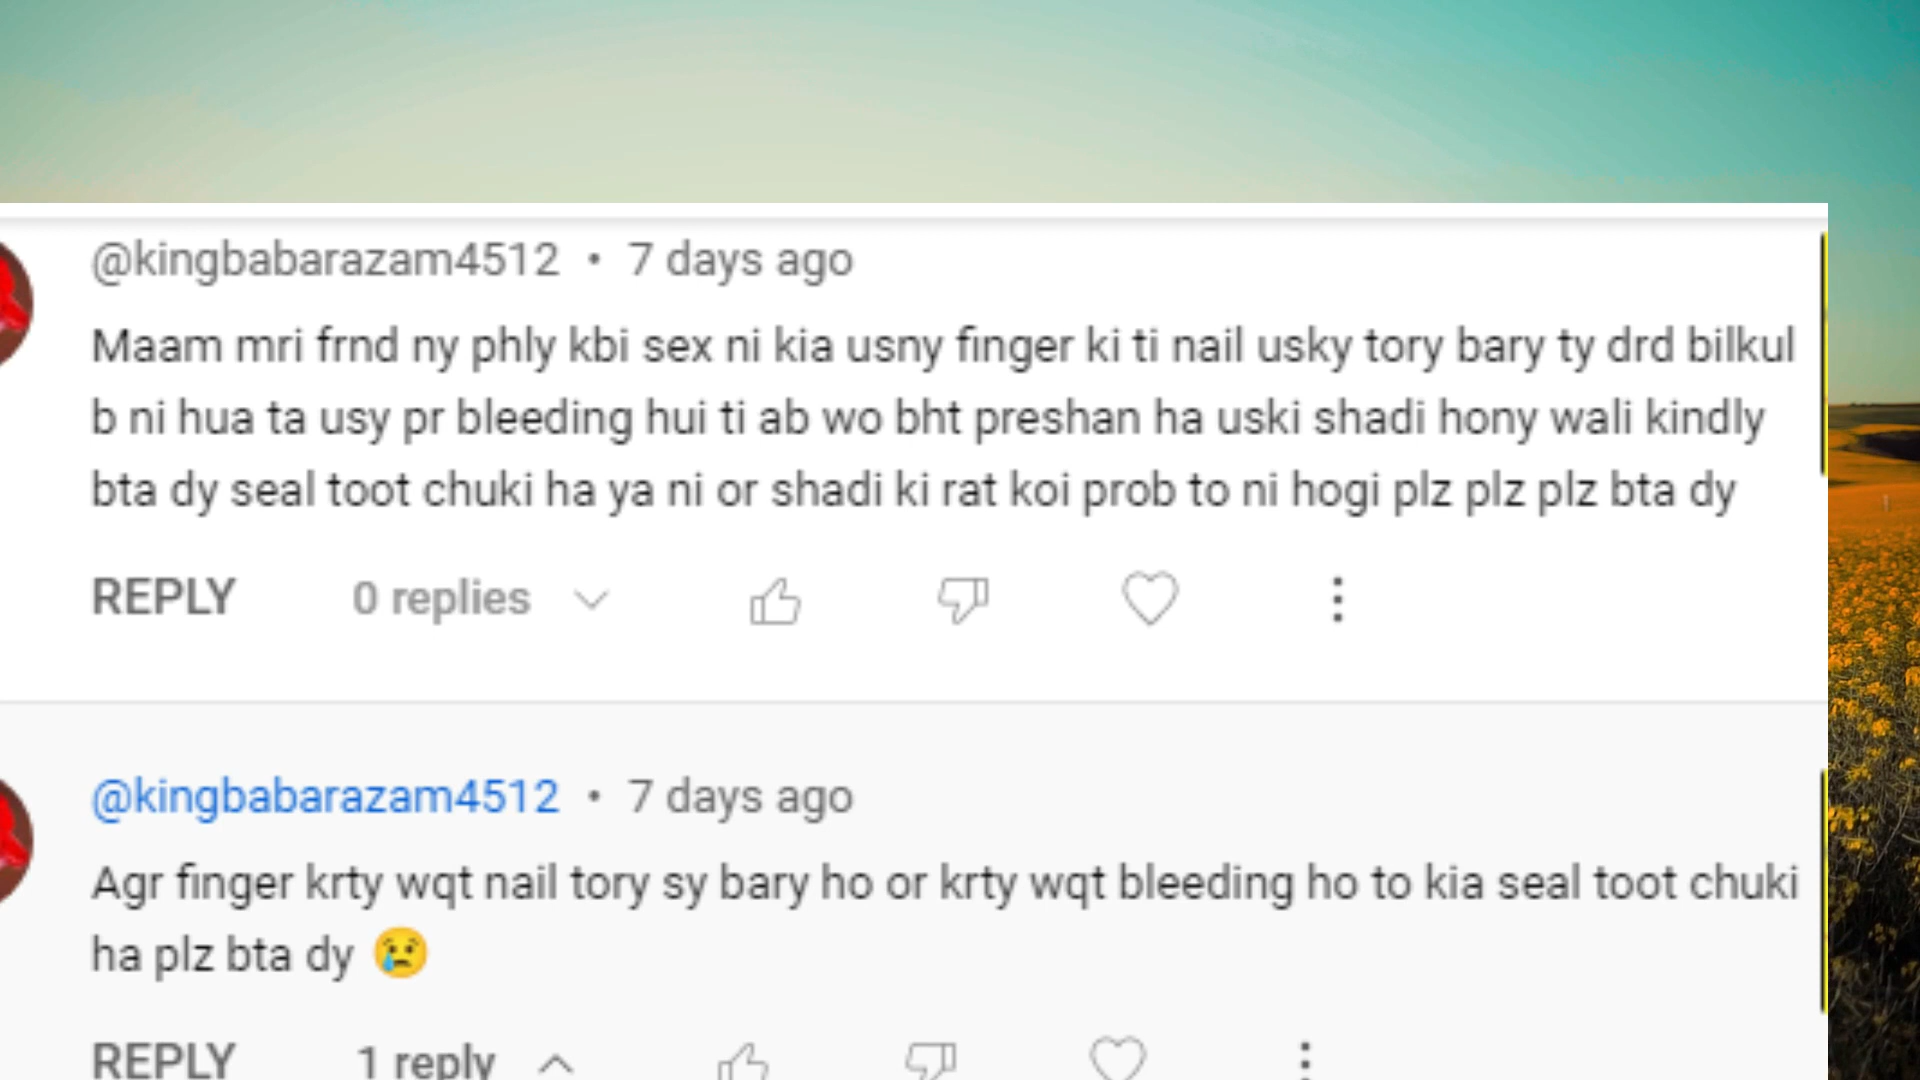 @kingbabarazam4512 • 7 days ago
Maam mri frnd ny phly kbi sex ni kia usny finger ki ti nail usky tory bary ty drd bilkul
b ni hua ta usy pr bleeding hui ti ab wo bht preshan ha uski shadi hony wali kindly
bta dy seal toot chuki ha ya ni or shadi ki rat koi prob to ni hogi plz plz plz bta dy
REPLY 0 replies
@kingbabarazam4512 • 7 days ago
Agr finger krty wqt nail tory sy bary ho or krty wqt bleeding ho to kia seal toot chuki
ha plz bta dy 😢
REPLY 1 reply